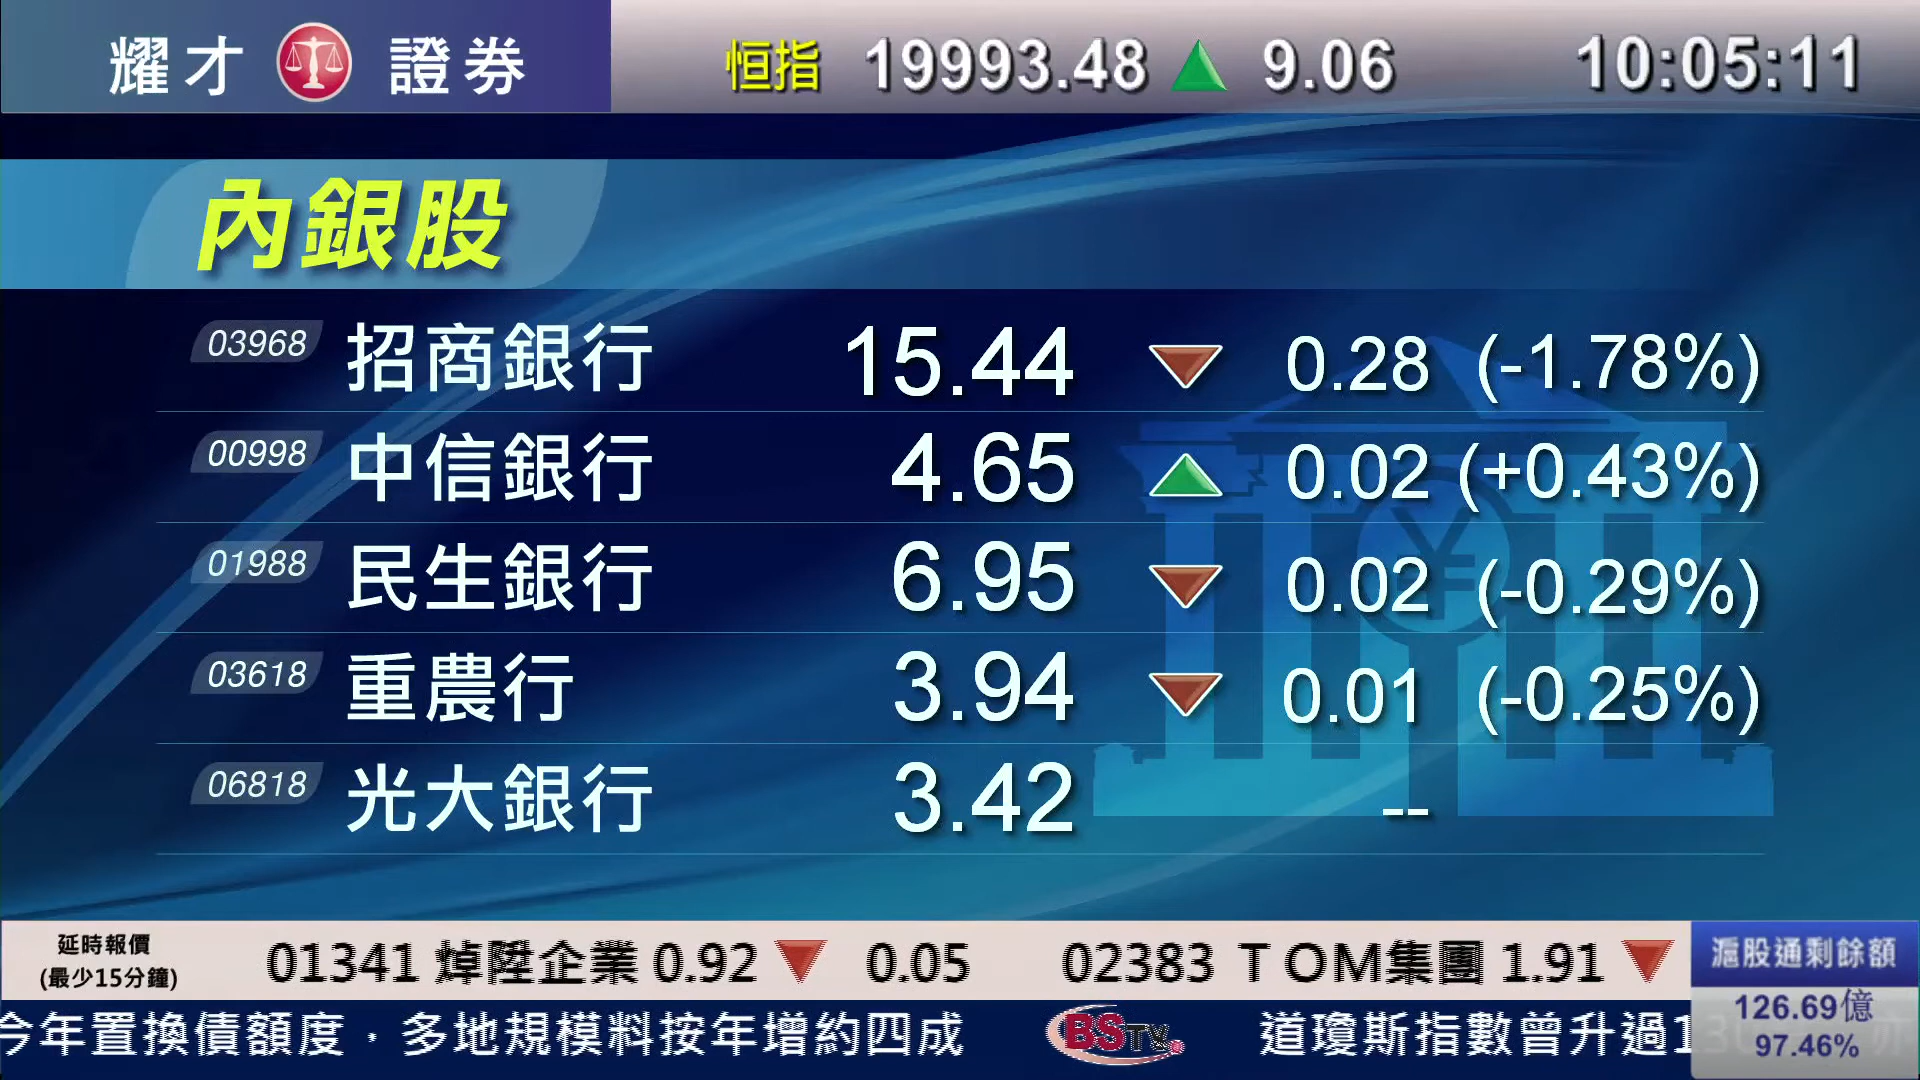 耀才 證券
恒指 19993.48 ▲ 9.06 10:05:11
內銀股
03968 招商銀行 15.44 ▼ 0.28 (-1.78%)
00998 中信銀行 4.65 ▲ 0.02 (+0.43%)
01988 民生銀行 6.95 ▼ 0.02 (-0.29%)
03618 重農行 3.94 ▼ 0.01 (-0.25%)
06818 光大銀行 3.42 --
延時報價
(最少15分鐘)
01341 焯陞企業 0.92 ▼ 0.05 02383 TOM集團 1.91 ▼
滬股通剩餘額
126.69億
97.46%
今年置換債額度，多地規模料按年增約四成 BSTV 道瓊斯指數曾升過1